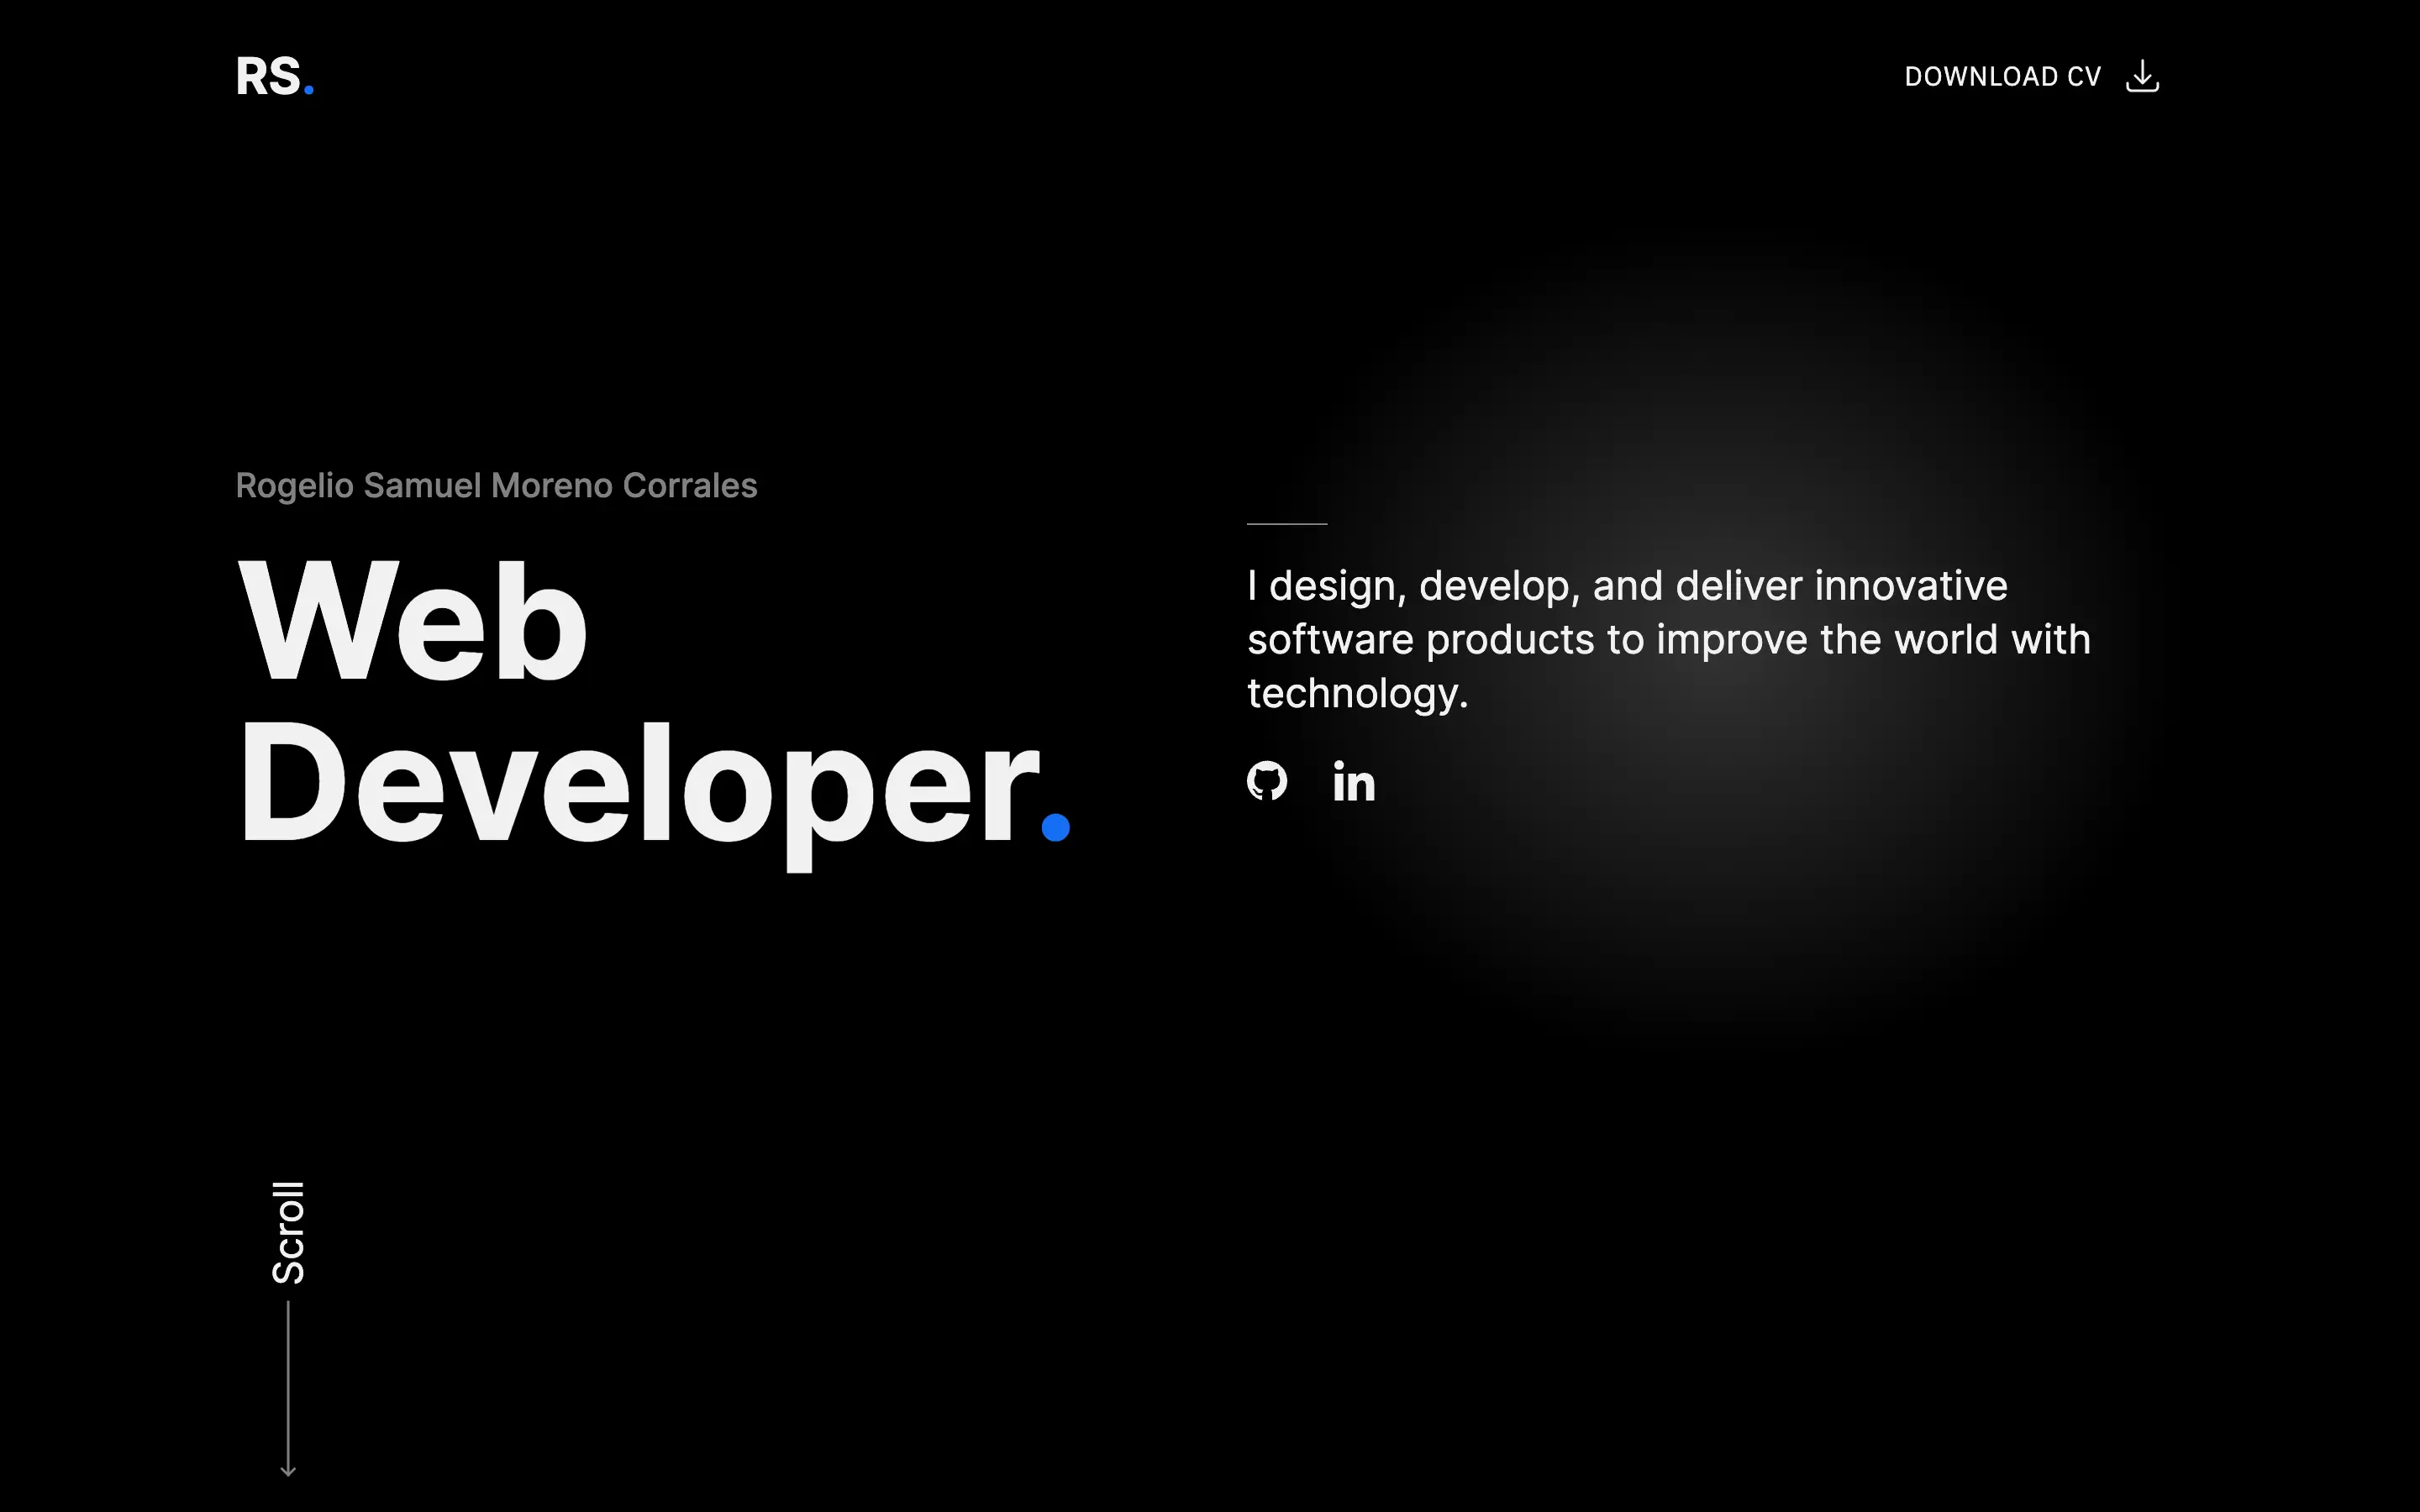 RS.
DOWNLOAD CV
Rogelio Samuel Moreno Corrales
Web
Developer.
I design, develop, and deliver innovative
software products to improve the world with
technology.
in
Scroll